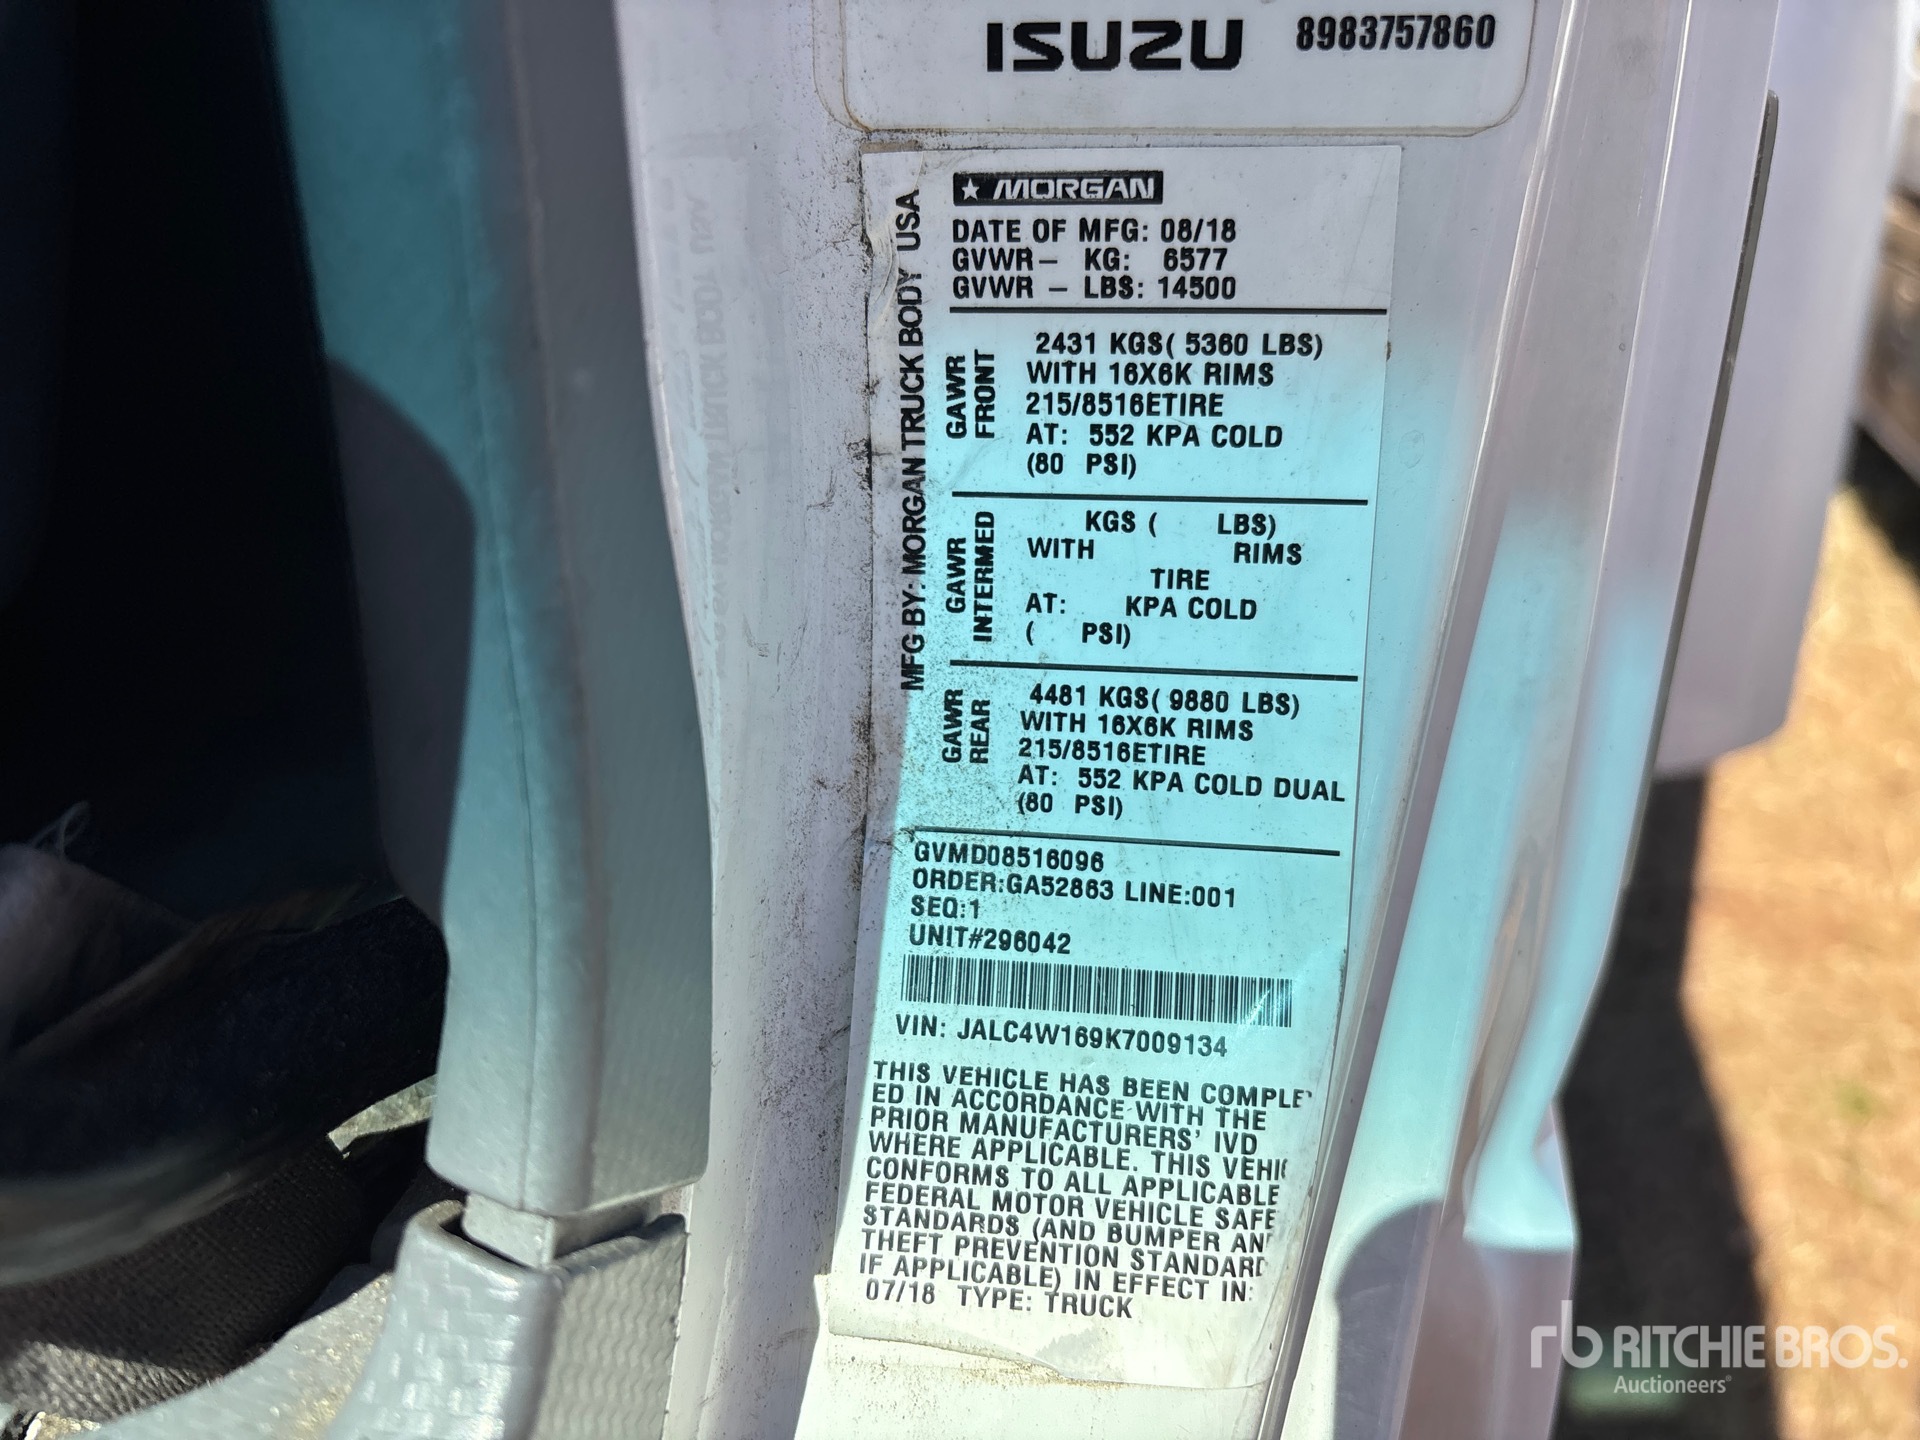 ISUZU 8983757860
MORGAN
DATE OF MFG: 08/18
GVWR— KG: 6577
GVWR — LBS: 14500
MFG BY: MORGAN TRUCK BODY USA
GAWR FRONT
2431 KGS( 5360 LBS)
WITH 16X6K RIMS
215/8516ETIRE
AT: 552 KPA COLD
(80 PSI)
GAWR INTERMED
KGS ( LBS)
WITH RIMS
TIRE
AT: KPA COLD
( PSI)
GAWR REAR
4481 KGS( 9880 LBS)
WITH 16X6K RIMS
215/8516ETIRE
AT: 552 KPA COLD DUAL
(80 PSI)
GVMD08516096
ORDER:GA52863 LINE:001
SEQ:1
UNIT#296042
VIN: JALC4W169K7009134
THIS VEHICLE HAS BEEN COMPLET
ED IN ACCORDANCE WITH THE
PRIOR MANUFACTURERS' IVD
WHERE APPLICABLE. THIS VEHIC
CONFORMS TO ALL APPLICABLE
FEDERAL MOTOR VEHICLE SAFE
STANDARDS (AND BUMPER AN
THEFT PREVENTION STANDARD
IF APPLICABLE) IN EFFECT IN:
07/18 TYPE: TRUCK
rb RITCHIE BROS.
Auctioneers